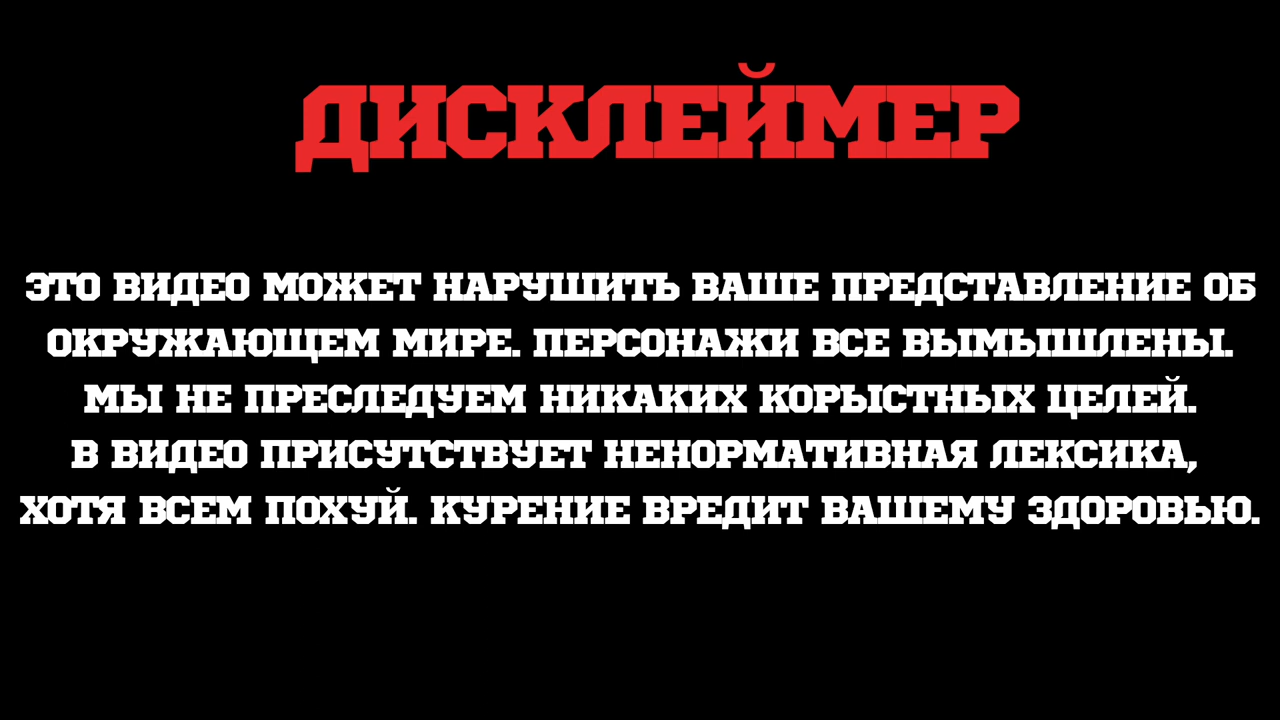 ДИСКЛЕЙМЕР
ЭТО ВИДЕО МОЖЕТ НАРУШИТЬ ВАШЕ ПРЕДСТАВЛЕНИЕ ОБ
ОКРУЖАЮЩЕМ МИРЕ. ПЕРСОНАЖИ ВСЕ ВЫМЫШЛЕНЫ.
МЫ НЕ ПРЕСЛЕДУЕМ НИКАКИХ КОРЫСТНЫХ ЦЕЛЕЙ.
В ВИДЕО ПРИСУТСТВУЕТ НЕНОРМАТИВНАЯ ЛЕКСИКА,
ХОТЯ ВСЕМ ПОХУЙ. КУРЕНИЕ ВРЕДИТ ВАШЕМУ ЗДОРОВЬЮ.